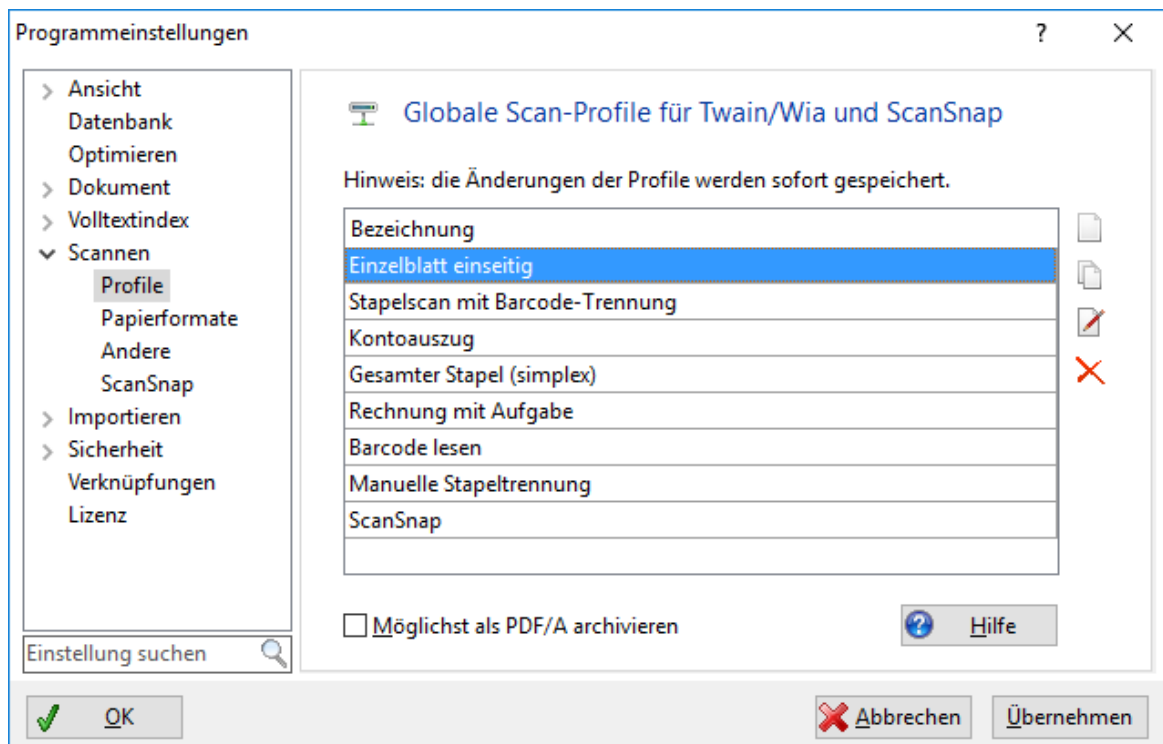 Programmeinstellungen
Ansicht
Datenbank
Optimieren
Dokument
Volltextindex
Scannen
Profile
Papierformate
Andere
ScanSnap
Importieren
Sicherheit
Verknüpfungen
Lizenz
Einstellung suchen
Globale Scan-Profile für Twain/Wia und ScanSnap
Hinweis: die Änderungen der Profile werden sofort gespeichert.
Bezeichnung
Einzelblatt einseitig
Stapelscan mit Barcode-Trennung
Kontoauszug
Gesamter Stapel (simplex)
Rechnung mit Aufgabe
Barcode lesen
Manuelle Stapeltrennung
ScanSnap
Möglichst als PDF/A archivieren
Hilfe
OK
Abbrechen
Übernehmen